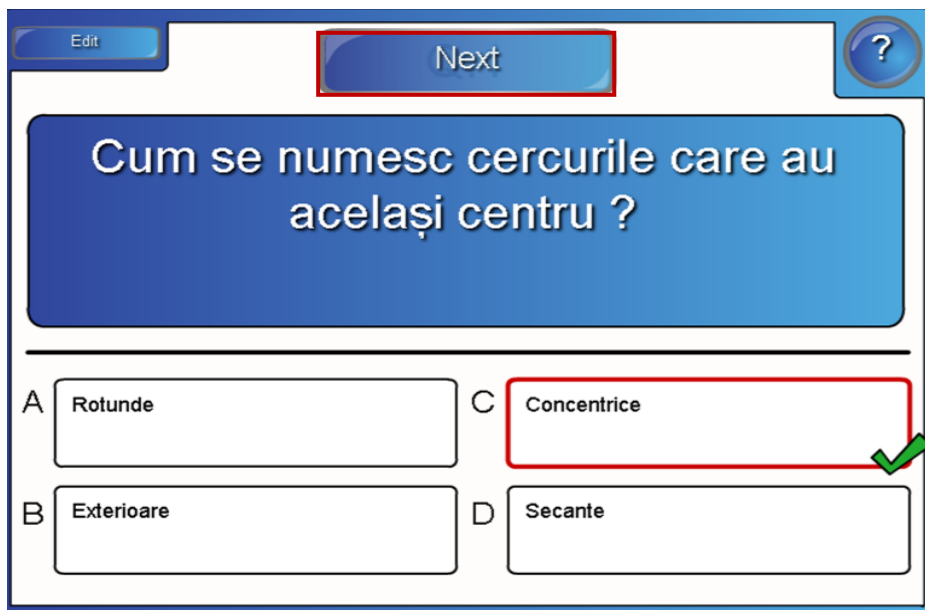 Edit
Next
?
Cum se numesc cercurile care au
același centru ?
A
Rotunde
C
Concentrice
B
Exterioare
D
Secante